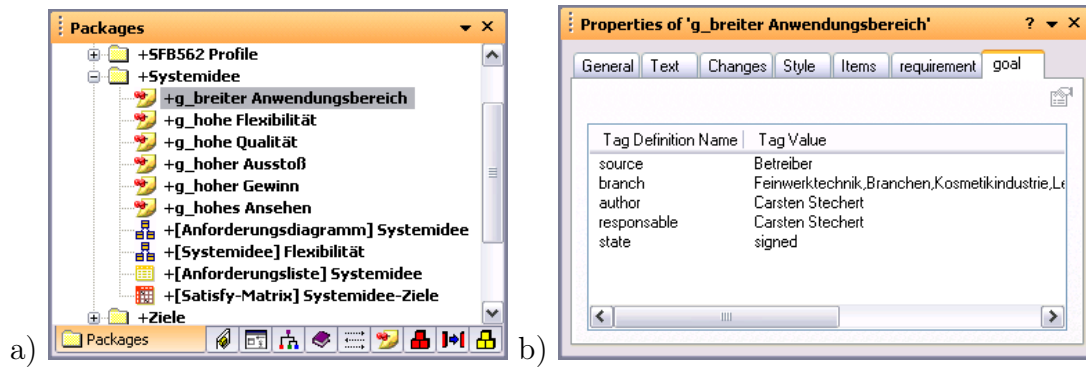 Packages
+SFB562 Profile
+Systemidee
+g_breiter Anwendungsbereich
+g_hohe Flexibilität
+g_hohe Qualität
+g_hoher Ausstoß
+g_hoher Gewinn
+g_hohes Ansehen
+[Anforderungsdiagramm] Systemidee
+[Systemidee] Flexibilität
+[Anforderungsliste] Systemidee
+[Satisfy-Matrix] Systemidee-Ziele
+Ziele
Packages
a)
Properties of 'g_breiter Anwendungsbereich' ?
General Text Changes Style Items requirement goal
Tag Definition Name Tag Value
source Betreiber
branch Feinwerktechnik,Branchen,Kosmetikindustrie,Le
author Carsten Stechert
responsable Carsten Stechert
state signed
b)